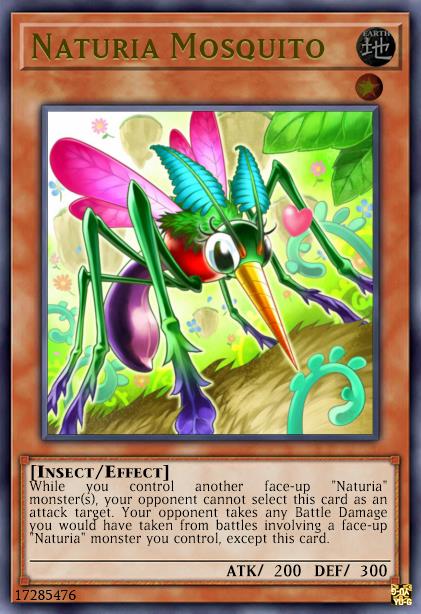 NATURIA MOSQUITO
EARTH
地
[INSECT/EFFECT]
While you control another face-up "Naturia"
monster(s), your opponent cannot select this card as an
attack target. Your opponent takes any Battle Damage
you would have taken from battles involving a face-up
"Naturia" monster you control, except this card.
ATK/ 200 DEF/ 300
17285476